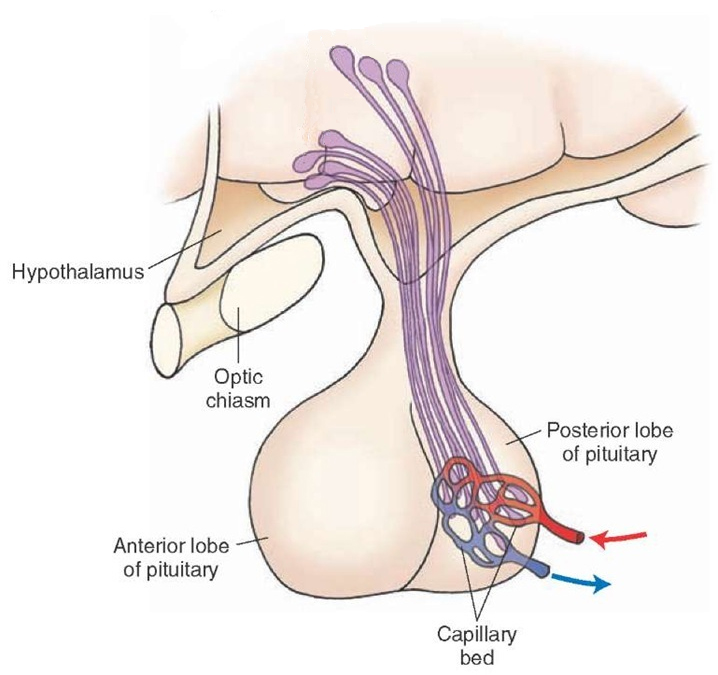 Hypothalamus
Optic
chiasm
Posterior lobe
of pituitary
Anterior lobe
of pituitary
Capillary
bed